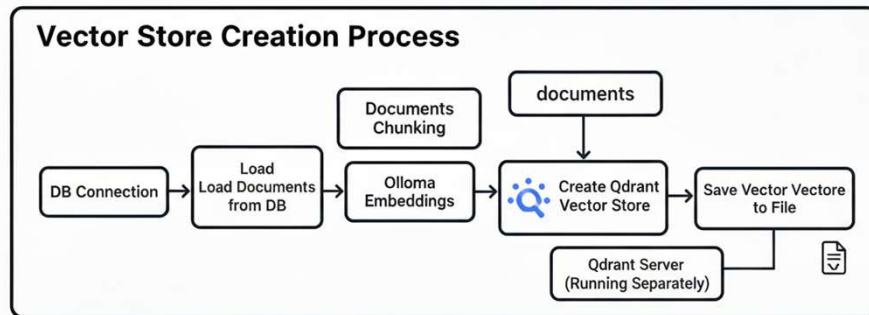 Vector Store Creation Process
Documents
Chunking
documents
DB Connection
Load
Load Documents
from DB
Olloma
Embeddings
Create Qdrant
Vector Store
Save Vector Vectore
to File
Qdrant Server
(Running Separately)